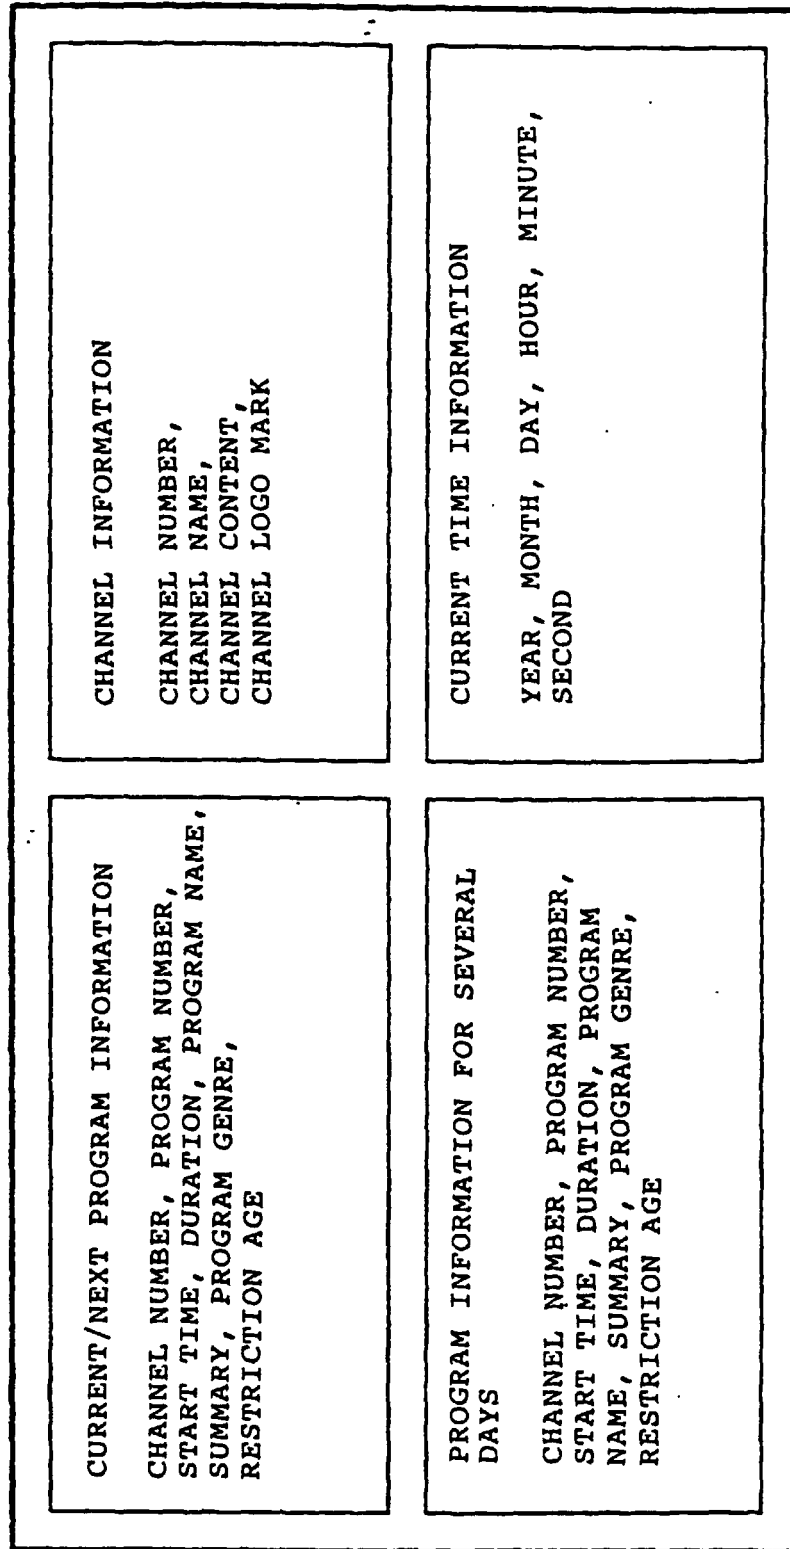 CURRENT/NEXT PROGRAM INFORMATION
CHANNEL NUMBER, PROGRAM NUMBER,
START TIME, DURATION, PROGRAM NAME,
SUMMARY, PROGRAM GENRE,
RESTRICTION AGE
CHANNEL INFORMATION
CHANNEL NUMBER,
CHANNEL NAME,
CHANNEL CONTENT,
CHANNEL LOGO MARK
PROGRAM INFORMATION FOR SEVERAL
DAYS
CHANNEL NUMBER, PROGRAM NUMBER,
START TIME, DURATION, PROGRAM
NAME, SUMMARY, PROGRAM GENRE,
RESTRICTION AGE
CURRENT TIME INFORMATION
YEAR, MONTH, DAY, HOUR, MINUTE,
SECOND